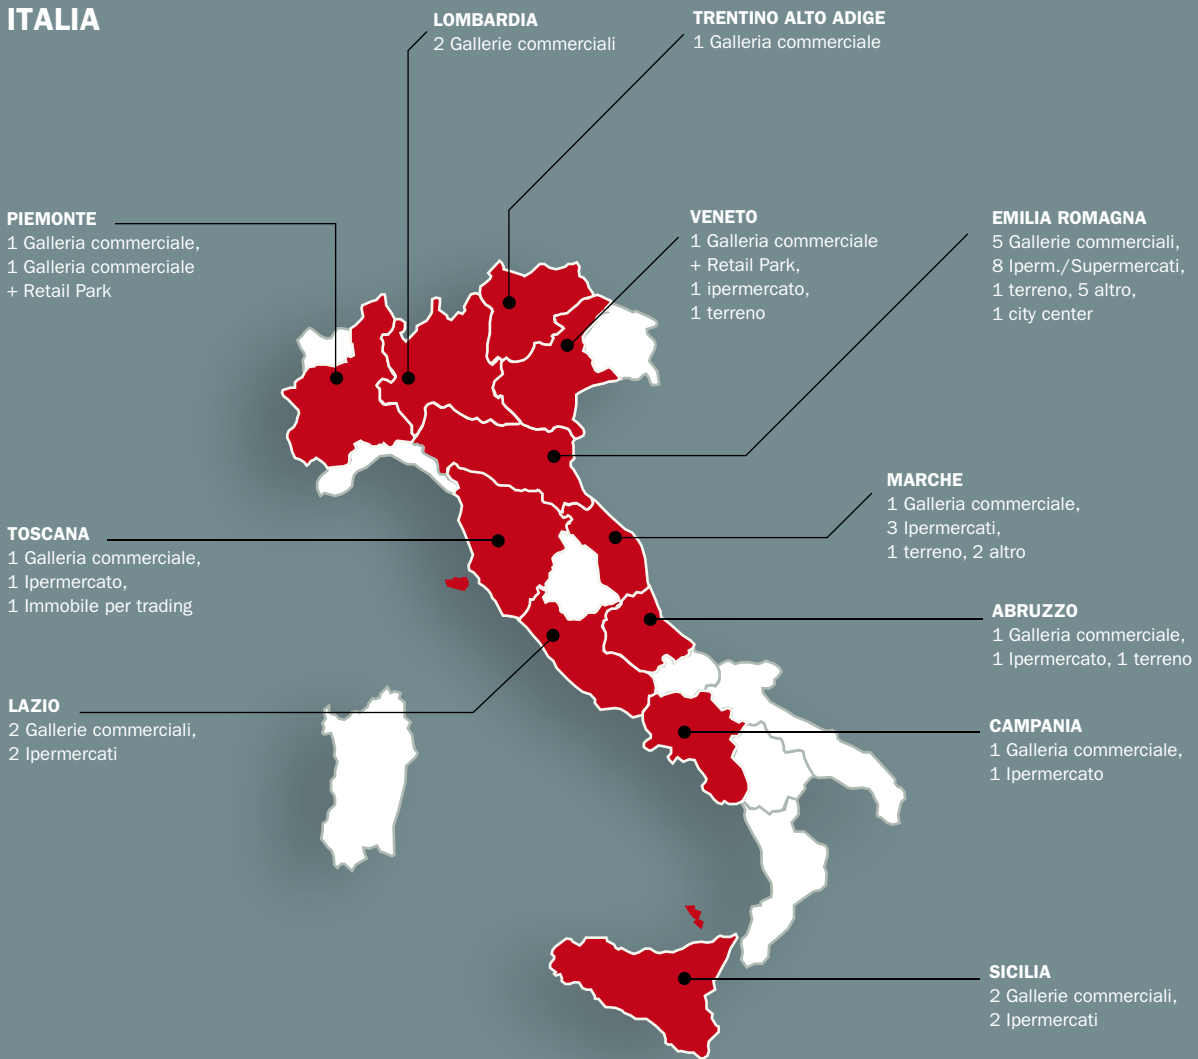 ITALIA
LOMBARDIA
2 Gallerie commerciali
TRENTINO ALTO ADIGE
1 Galleria commerciale
PIEMONTE
1 Galleria commerciale,
1 Galleria commerciale
+ Retail Park
VENETO
1 Galleria commerciale
+ Retail Park,
1 ipermercato,
1 terreno
EMILIA ROMAGNA
5 Gallerie commerciali,
8 Iperm./Supermercati,
1 terreno, 5 altro,
1 city center
MARCHE
1 Galleria commerciale,
3 Ipermercati,
1 terreno, 2 altro
TOSCANA
1 Galleria commerciale,
1 Ipermercato,
1 Immobile per trading
ABRUZZO
1 Galleria commerciale,
1 Ipermercato, 1 terreno
LAZIO
2 Gallerie commerciali,
2 Ipermercati
CAMPANIA
1 Galleria commerciale,
1 Ipermercato
SICILIA
2 Gallerie commerciali,
2 Ipermercati